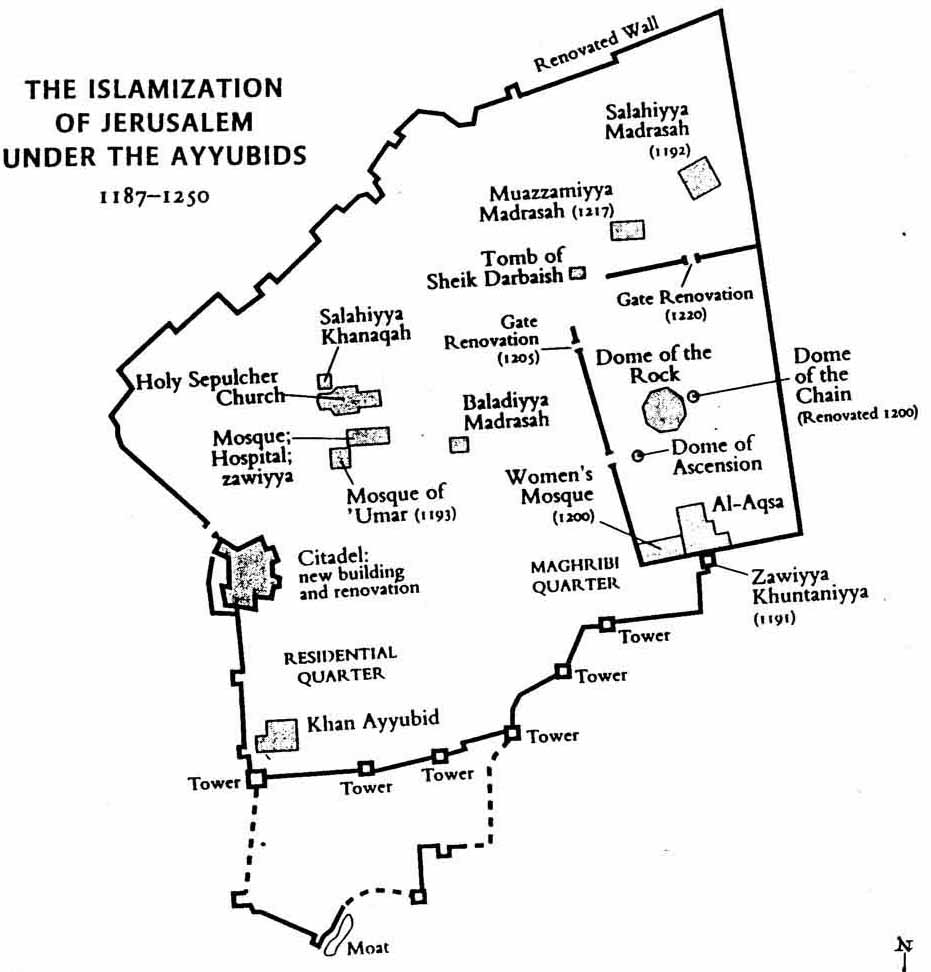 THE ISLAMIZATION
OF JERUSALEM
UNDER THE AYYUBIDS
1187–1250
Renovated Wall
Salahiyya
Madrasah
(1192)
Muazzamiyya
Madrasah (1217)
Tomb of
Sheik Darbaish
Gate Renovation
(1220)
Gate
Renovation
(1205)
Salahiyya
Khanaqah
Holy Sepulcher
Church
Mosque;
Hospital;
zawiyya
Mosque of
'Umar (1193)
Baladiyya
Madrasah
Dome of the
Rock
Dome
of the
Chain
(Renovated 1200)
Dome of
Ascension
Women's
Mosque
(1200)
Al-Aqsa
Citadel:
new building
and renovation
MAGHRIBI
QUARTER
Zawiyya
Khuntaniyya
(1191)
Tower
Tower
RESIDENTIAL
QUARTER
Khan Ayyubid
Tower
Tower
Tower
Tower
Moat
N